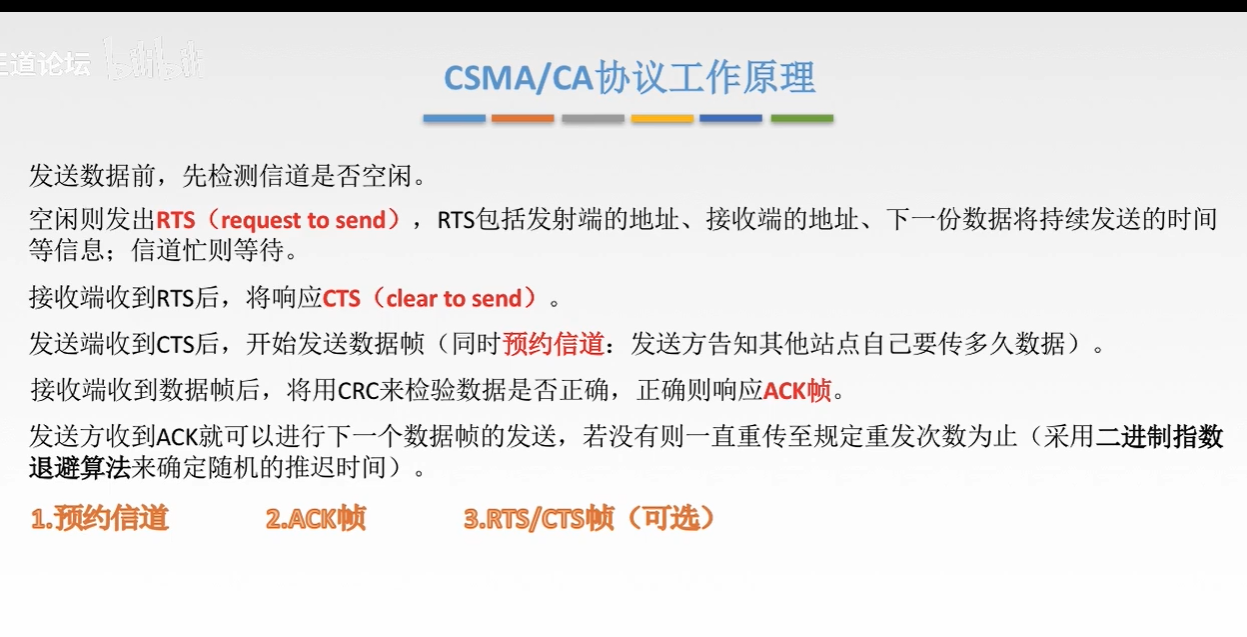 王道论坛 bilibili
CSMA/CA协议工作原理
发送数据前，先检测信道是否空闲。
空闲则发出RTS（request to send），RTS包括发射端的地址、接收端的地址、下一份数据将持续发送的时间
等信息；信道忙则等待。
接收端收到RTS后，将响应CTS（clear to send）。
发送端收到CTS后，开始发送数据帧（同时预约信道：发送方告知其他站点自己要传多久数据）。
接收端收到数据帧后，将用CRC来检验数据是否正确，正确则响应ACK帧。
发送方收到ACK就可以进行下一个数据帧的发送，若没有则一直重传至规定重发次数为止（采用二进制指数
退避算法来确定随机的推迟时间）。
1.预约信道 2.ACK帧 3.RTS/CTS帧（可选）